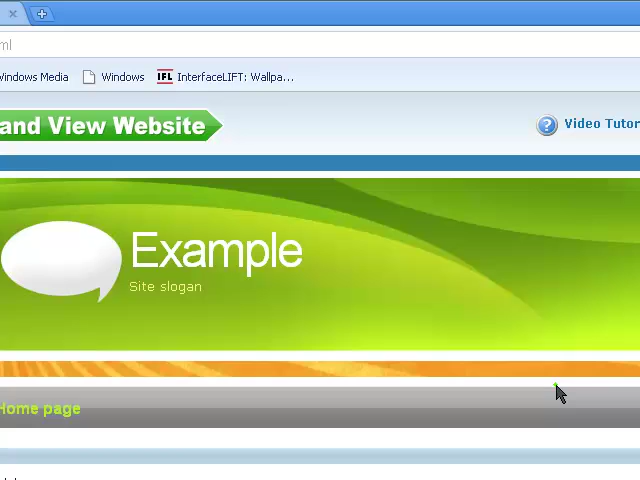 ml
Windows Media Windows IFL InterfaceLIFT: Wallpa...
and View Website
? Video Tutor
Example
Site slogan
Home page